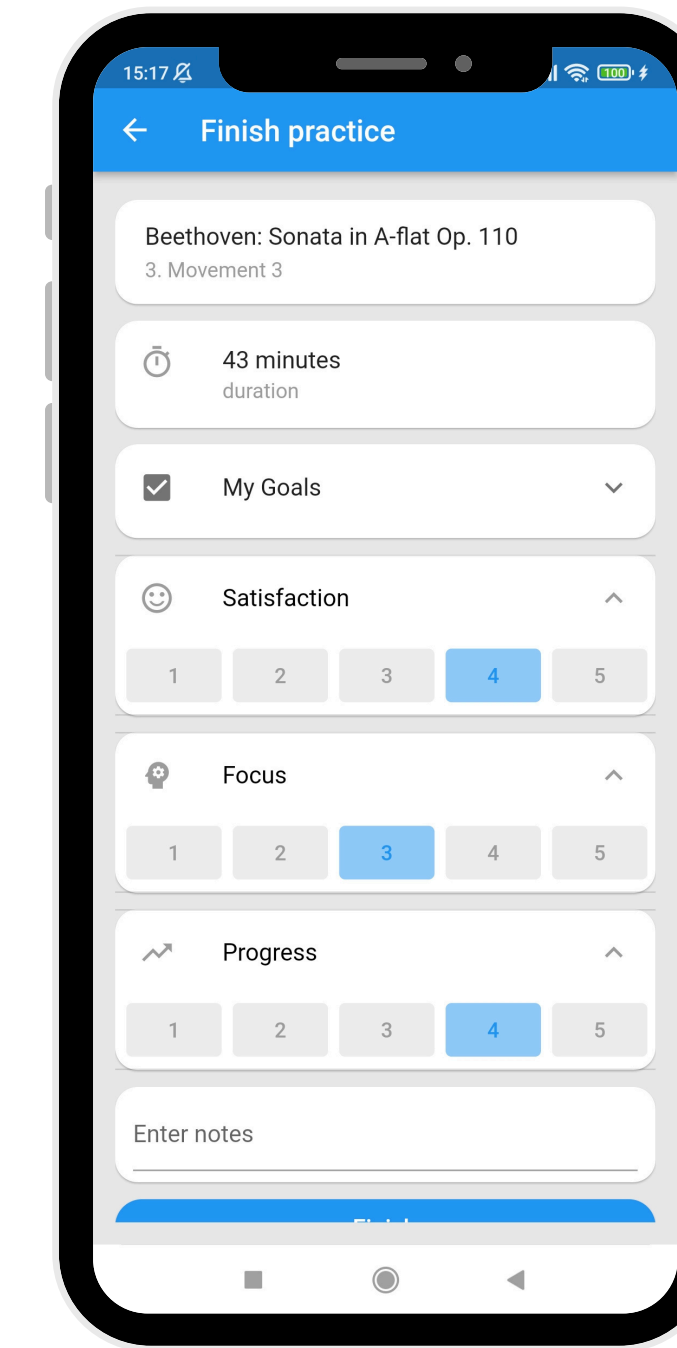 15:17
100
Finish practice
Beethoven: Sonata in A-flat Op. 110
3. Movement 3
43 minutes
duration
My Goals
Satisfaction
1 2 3 4 5
Focus
1 2 3 4 5
Progress
1 2 3 4 5
Enter notes